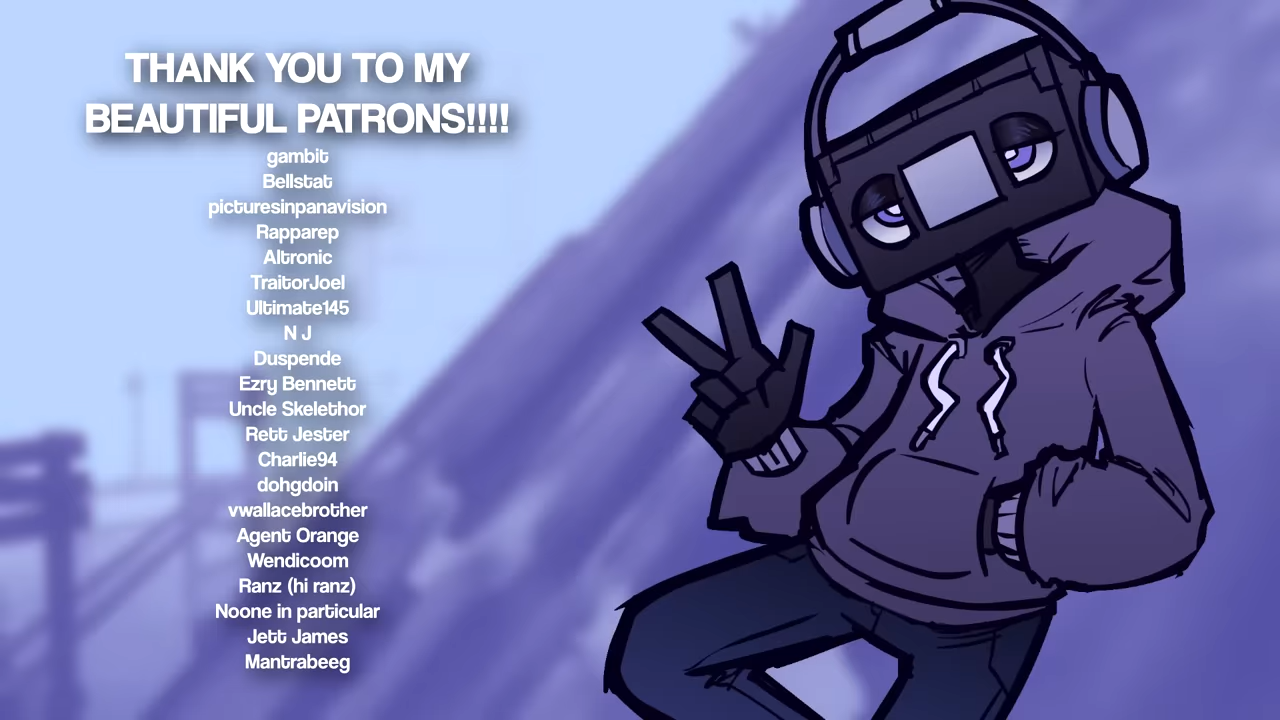 THANK YOU TO MY
BEAUTIFUL PATRONS!!!!
gambit
Bellstat
picturesinpanavision
Rapparep
Altronic
TraitorJoel
Ultimate145
N J
Duspende
Ezry Bennett
Uncle Skelethor
Rett Jester
Charlie94
dohgdoin
vwallacebrother
Agent Orange
Wendicoom
Ranz (hi ranz)
Noone in particular
Jett James
Mantrabeeg